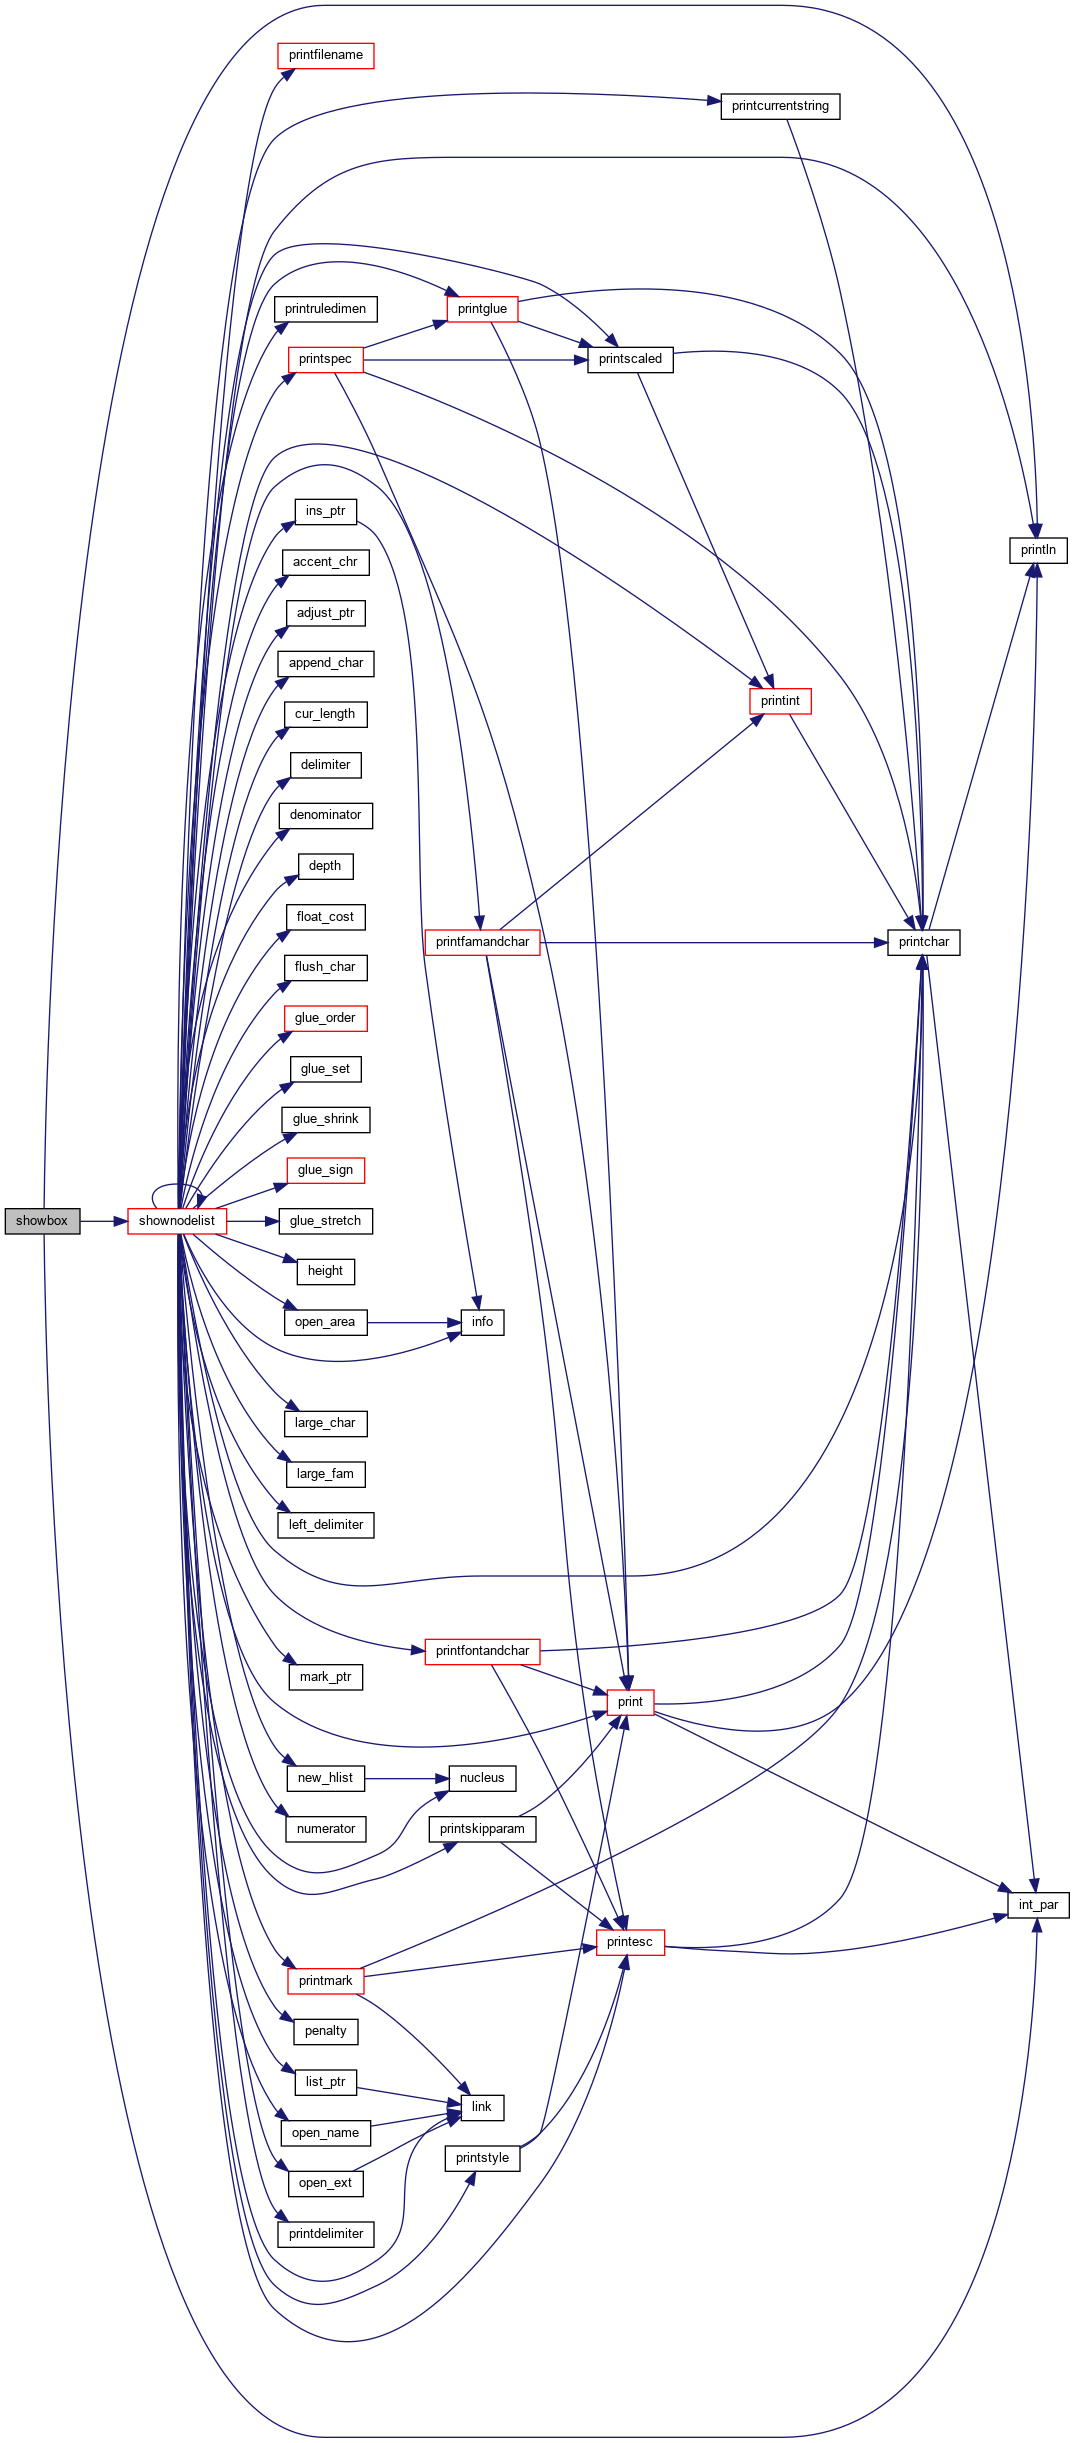 printfilename
printcurrentstring
printruledimen
printglue
printspec
printscaled
ins_ptr
println
accent_chr
adjust_ptr
append_char
printint
cur_length
delimiter
denominator
depth
float_cost
printfamandchar
printchar
flush_char
glue_order
glue_set
glue_shrink
glue_sign
showbox
shownodelist
glue_stretch
height
open_area
info
large_char
large_fam
left_delimiter
printfontandchar
mark_ptr
print
new_hlist
nucleus
numerator
printskipparam
int_par
printesc
printmark
penalty
list_ptr
link
open_name
printstyle
open_ext
printdelimiter